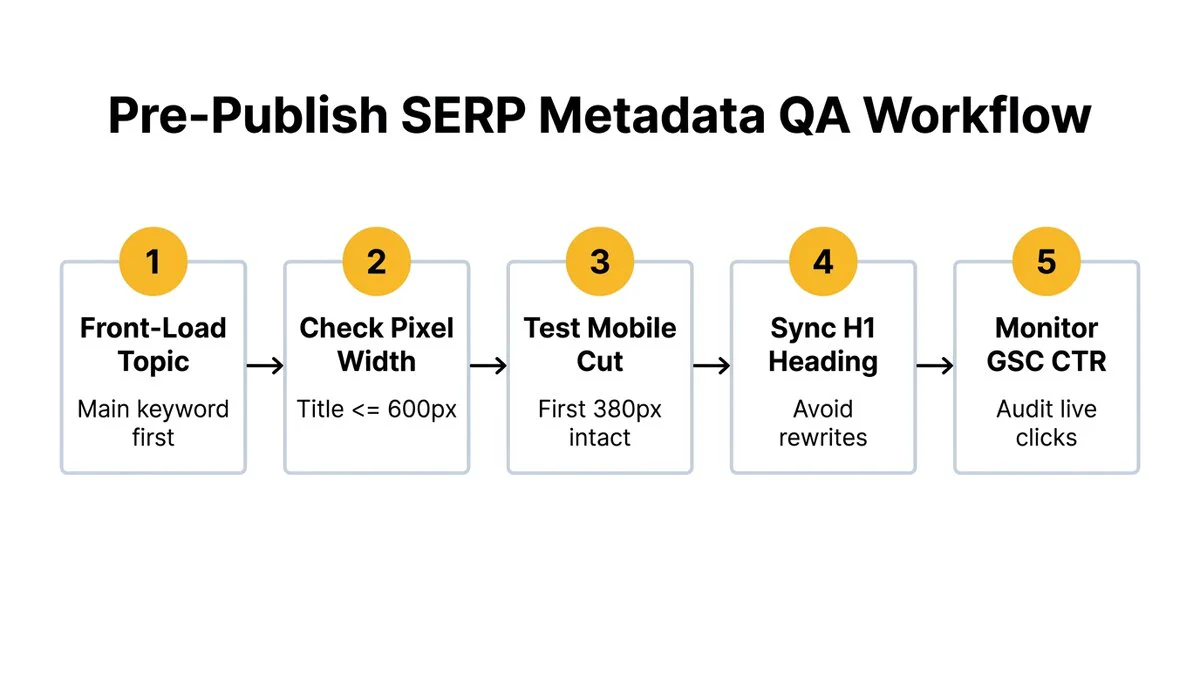 Pre-Publish SERP Metadata QA Workflow
1
Front-Load
Topic
Main keyword
first
2
Check Pixel
Width
Title <= 600px
3
Test Mobile
Cut
First 380px
intact
4
Sync H1
Heading
Avoid
rewrites
5
Monitor
GSC CTR
Audit live
clicks